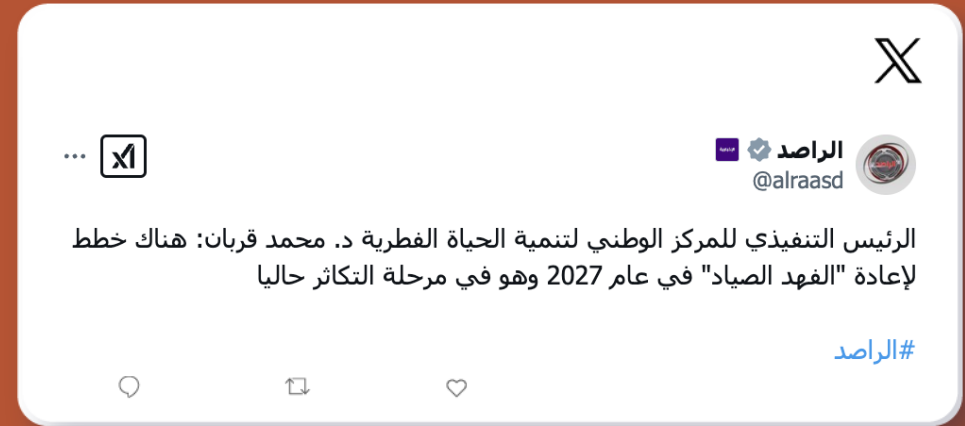 الراصد
@alraasd
الرئيس التنفيذي للمركز الوطني لتنمية الحياة الفطرية د. محمد قربان: هناك خطط
لإعادة "الفهد الصياد" في عام 2027 وهو في مرحلة التكاثر حاليا
#الراصد